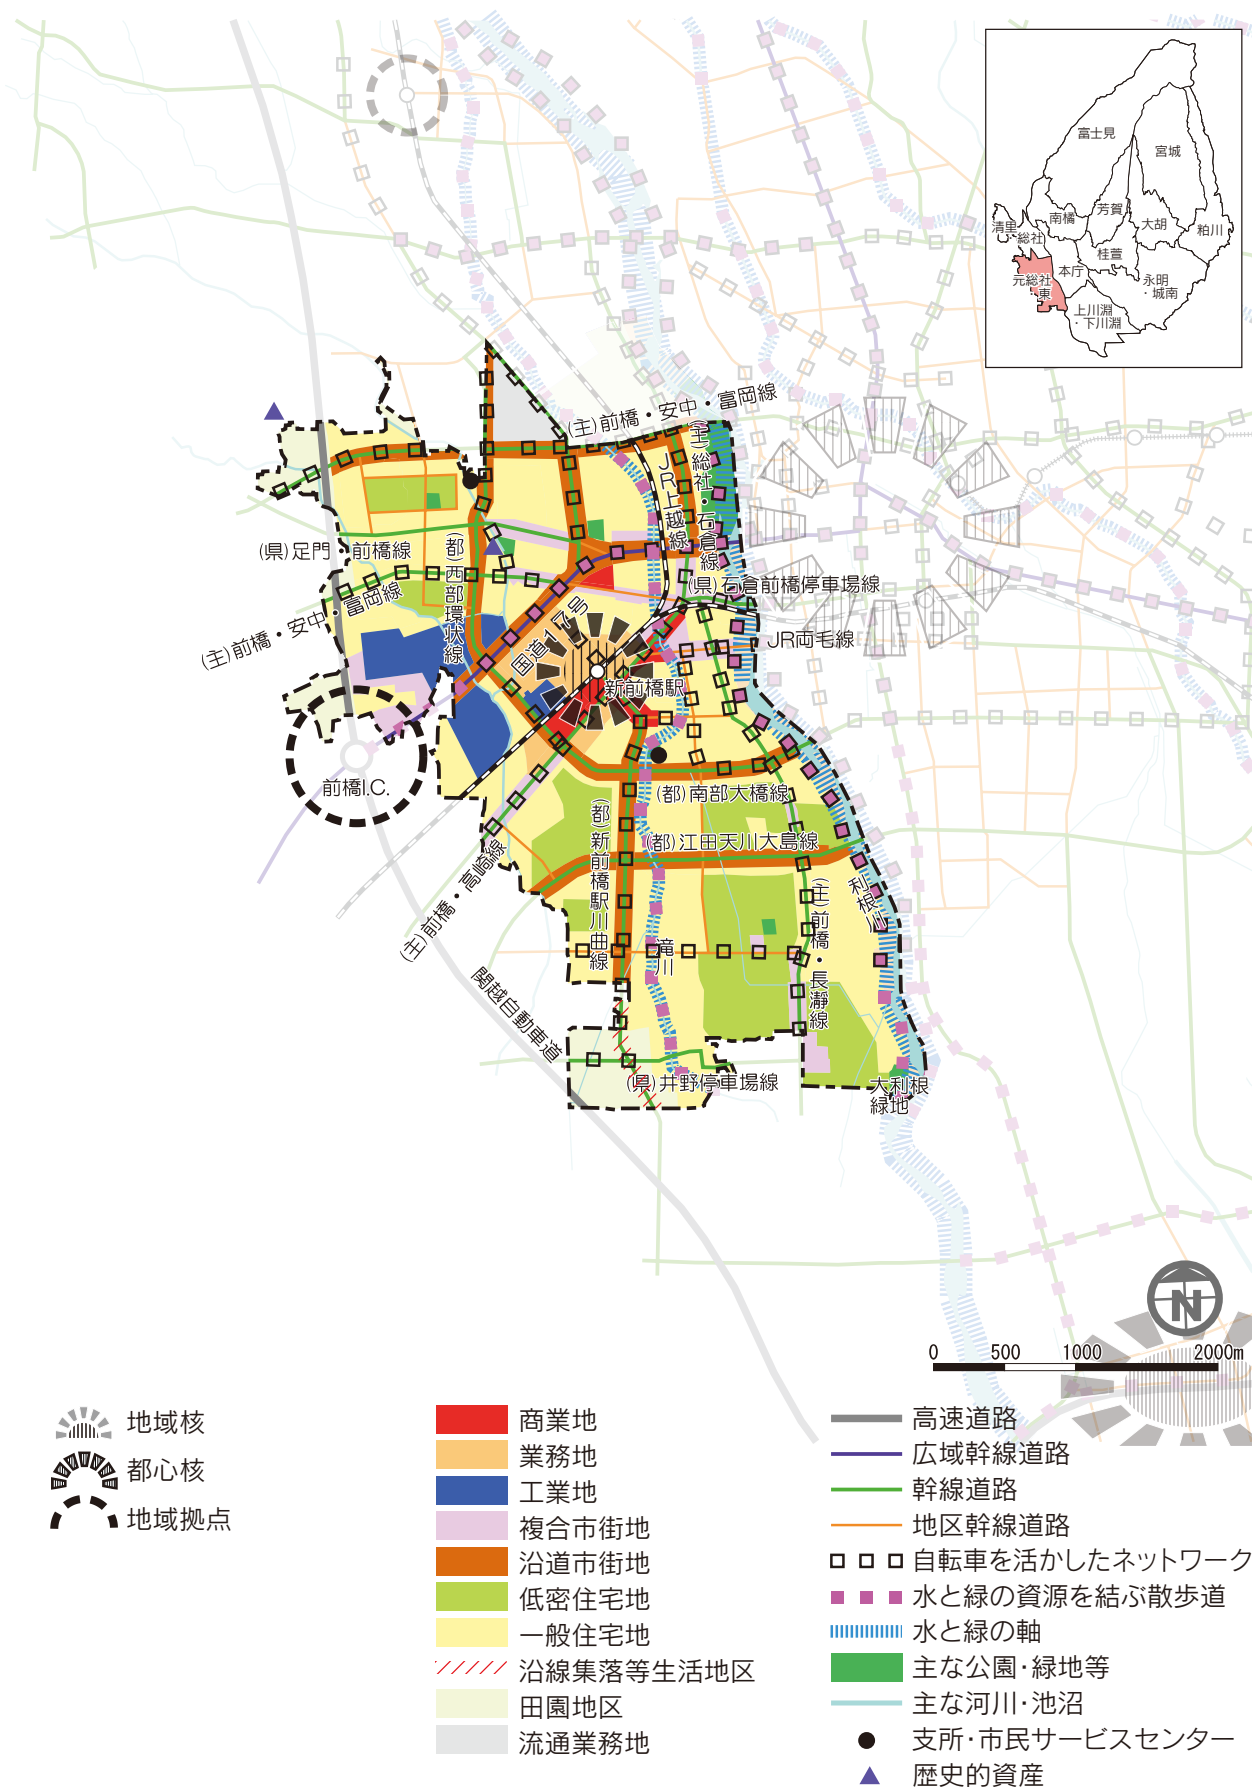 富士見
宮城
南橘
芳賀
大胡
粕川
清里
総社
桂萱
元総社
・東
本庁
永明
・城南
上川淵
・下川淵
(主)前橋・安中・富岡線
(主)総社・石倉線
JR上越線
(県)足門・前橋線
(都)西部環状線
(県)石倉前橋停車場線
(主)前橋・安中・富岡線
国道17号
JR両毛線
新前橋駅
前橋I.C.
(都)南部大橋線
(都)江田天川大島線
(都)新前橋駅川曲線
(主)前橋・高崎線
利根川
(主)前橋・長瀞線
滝川
関越自動車道
(県)井野停車場線
大利根
緑地
N
0 500 1000 2000m
地域核
都心核
地域拠点
商業地
業務地
工業地
複合市街地
沿道市街地
低密住宅地
一般住宅地
沿線集落等生活地区
田園地区
流通業務地
高速道路
広域幹線道路
幹線道路
地区幹線道路
自転車を活かしたネットワーク
水と緑の資源を結ぶ散歩道
水と緑の軸
主な公園・緑地等
主な河川・池沼
支所・市民サービスセンター
歴史的資産